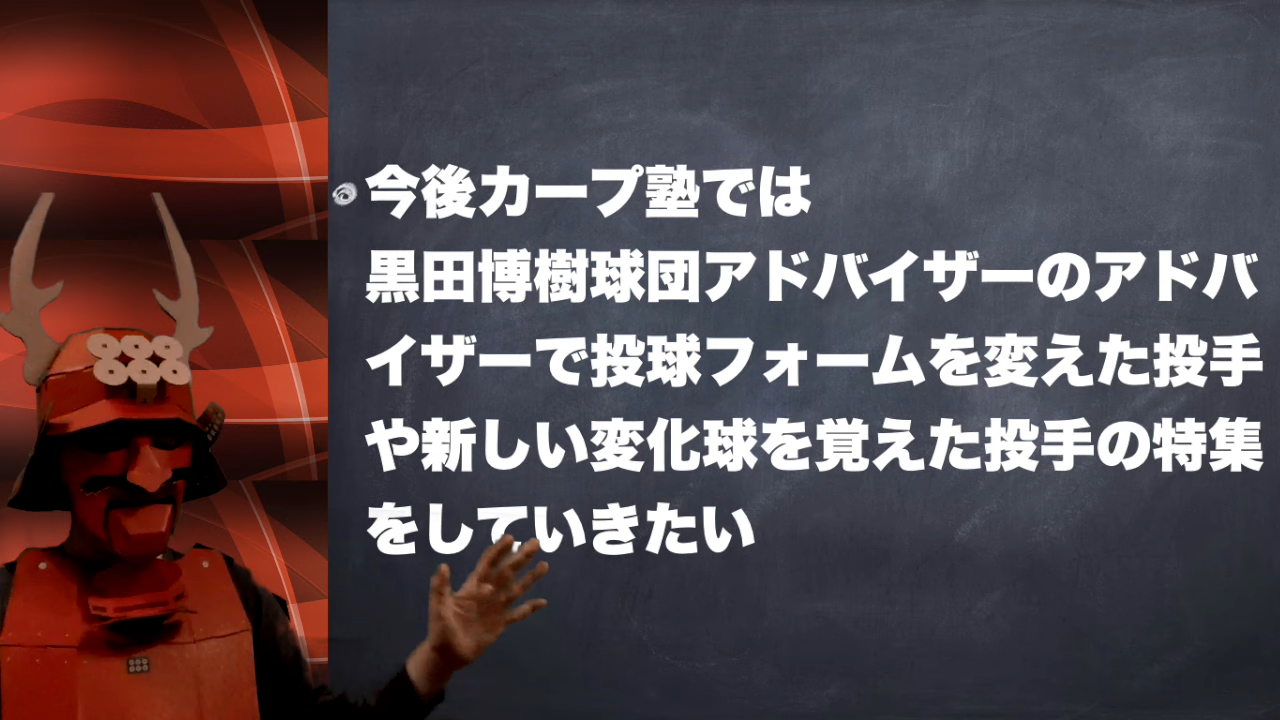 今後カープ塾では
黒田博樹球団アドバイザーのアドバ
イザーで投球フォームを変えた投手
や新しい変化球を覚えた投手の特集
をしていきたい